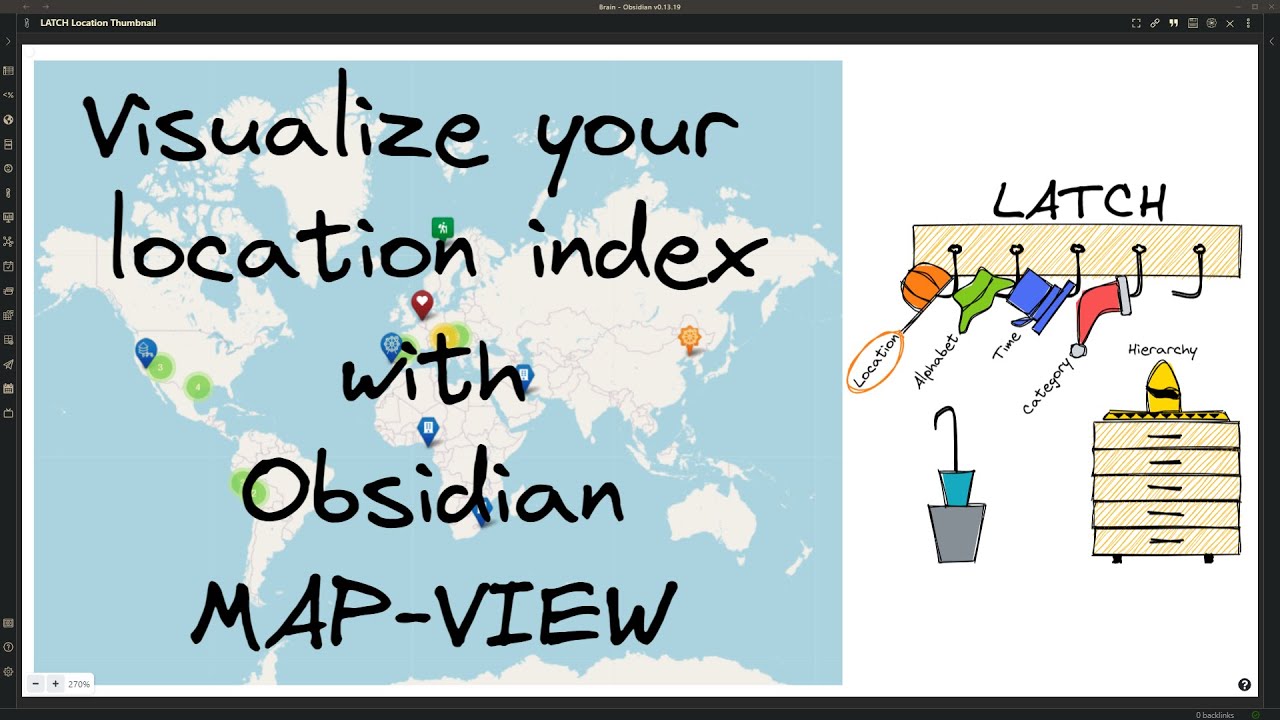 Brain - Obsidian v0.13.19
LATCH Location Thumbnail
Visualize your
location index
with
Obsidian
MAP-VIEW
3
4
2
LATCH
Location
Alphabet
Time
Category
Hierarchy
270%
0 backlinks